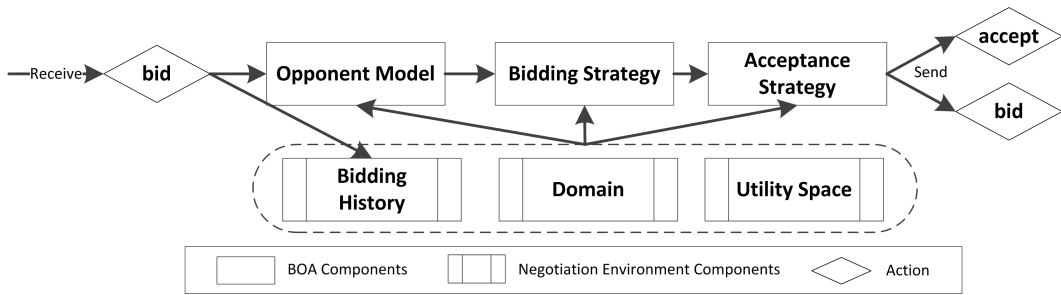 Receive
bid
Opponent Model
Bidding Strategy
Acceptance
Strategy
Send
accept
bid
Bidding
History
Domain
Utility Space
BOA Components
Negotiation Environment Components
Action